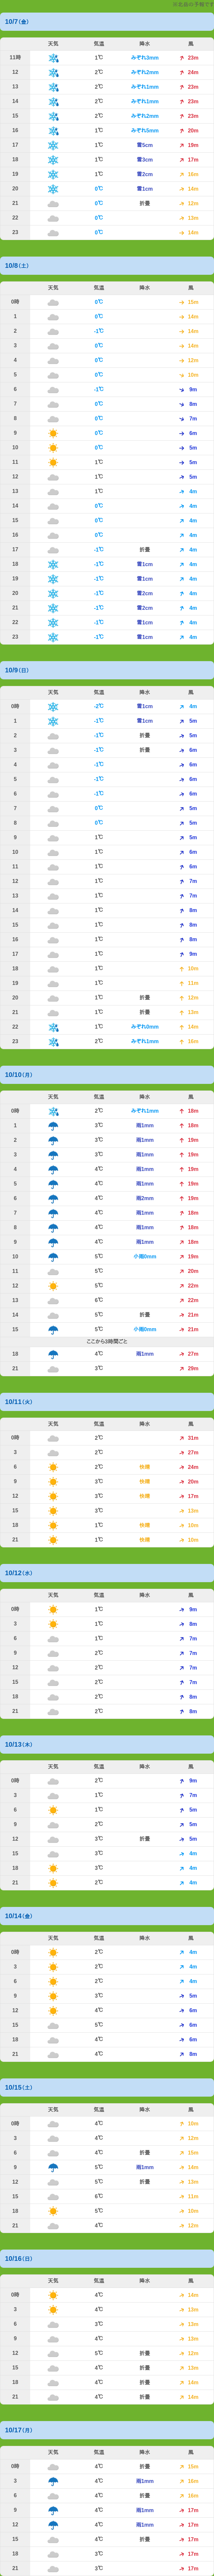 ※北風の予報です
10/7(金)
天気 気温 降水 風
11時 1℃ みぞれ3mm 23m
12 2℃ みぞれ2mm 24m
13 2℃ みぞれ1mm 23m
14 2℃ みぞれ1mm 23m
15 2℃ みぞれ2mm 23m
16 1℃ みぞれ5mm 20m
17 1℃ 雪5cm 19m
18 1℃ 雪3cm 17m
19 1℃ 雪2cm 16m
20 0℃ 雪1cm 14m
21 0℃ 折畳 12m
22 0℃ 13m
23 0℃ 14m
10/8(土)
天気 気温 降水 風
0時 0℃ 15m
1 0℃ 14m
2 -1℃ 14m
3 0℃ 14m
4 0℃ 12m
5 0℃ 10m
6 -1℃ 9m
7 0℃ 8m
8 0℃ 7m
9 0℃ 6m
10 0℃ 5m
11 1℃ 5m
12 1℃ 5m
13 1℃ 4m
14 0℃ 4m
15 0℃ 4m
16 0℃ 4m
17 -1℃ 折畳 4m
18 -1℃ 雪1cm 4m
19 -1℃ 雪1cm 4m
20 -1℃ 雪2cm 4m
21 -1℃ 雪2cm 4m
22 -1℃ 雪1cm 4m
23 -1℃ 雪1cm 4m
10/9(日)
天気 気温 降水 風
0時 -2℃ 雪1cm 4m
1 -1℃ 雪1cm 5m
2 -1℃ 折畳 5m
3 -1℃ 折畳 6m
4 -1℃ 6m
5 -1℃ 6m
6 -1℃ 6m
7 0℃ 5m
8 0℃ 5m
9 1℃ 5m
10 1℃ 6m
11 1℃ 6m
12 1℃ 7m
13 1℃ 7m
14 1℃ 8m
15 1℃ 8m
16 1℃ 8m
17 1℃ 9m
18 1℃ 10m
19 1℃ 11m
20 1℃ 折畳 12m
21 1℃ 折畳 13m
22 1℃ みぞれ0mm 14m
23 2℃ みぞれ1mm 16m
10/10(月)
天気 気温 降水 風
0時 2℃ みぞれ1mm 18m
1 3℃ 雨1mm 18m
2 3℃ 雨1mm 19m
3 3℃ 雨1mm 19m
4 4℃ 雨1mm 19m
5 4℃ 雨1mm 19m
6 4℃ 雨2mm 19m
7 4℃ 雨1mm 18m
8 4℃ 雨1mm 18m
9 4℃ 雨1mm 18m
10 5℃ 小雨0mm 19m
11 5℃ 20m
12 5℃ 22m
13 6℃ 22m
14 5℃ 折畳 21m
15 5℃ 小雨0mm 21m
ここから3時間ごと
18 4℃ 雨1mm 27m
21 3℃ 29m
10/11(火)
天気 気温 降水 風
0時 2℃ 31m
3 2℃ 27m
6 2℃ 快晴 24m
9 3℃ 快晴 20m
12 3℃ 快晴 17m
15 3℃ 13m
18 1℃ 快晴 10m
21 1℃ 快晴 10m
10/12(水)
天気 気温 降水 風
0時 1℃ 9m
3 1℃ 8m
6 1℃ 7m
9 2℃ 7m
12 2℃ 7m
15 2℃ 7m
18 2℃ 8m
21 2℃ 8m
10/13(木)
天気 気温 降水 風
0時 2℃ 9m
3 1℃ 7m
6 1℃ 5m
9 2℃ 5m
12 3℃ 折畳 5m
15 3℃ 4m
18 3℃ 4m
21 2℃ 4m
10/14(金)
天気 気温 降水 風
0時 2℃ 4m
3 2℃ 4m
6 2℃ 4m
9 3℃ 5m
12 4℃ 6m
15 5℃ 6m
18 4℃ 6m
21 4℃ 8m
10/15(土)
天気 気温 降水 風
0時 4℃ 10m
3 4℃ 12m
6 4℃ 折畳 15m
9 5℃ 雨1mm 14m
12 5℃ 折畳 13m
15 6℃ 11m
18 5℃ 10m
21 4℃ 12m
10/16(日)
天気 気温 降水 風
0時 4℃ 14m
3 4℃ 13m
6 3℃ 13m
9 4℃ 13m
12 5℃ 折畳 12m
15 4℃ 折畳 13m
18 4℃ 折畳 14m
21 4℃ 折畳 14m
10/17(月)
天気 気温 降水 風
0時 4℃ 折畳 15m
3 4℃ 雨1mm 16m
6 4℃ 折畳 16m
9 4℃ 雨1mm 17m
12 4℃ 雨1mm 17m
15 4℃ 折畳 17m
18 3℃ 17m
21 3℃ 17m